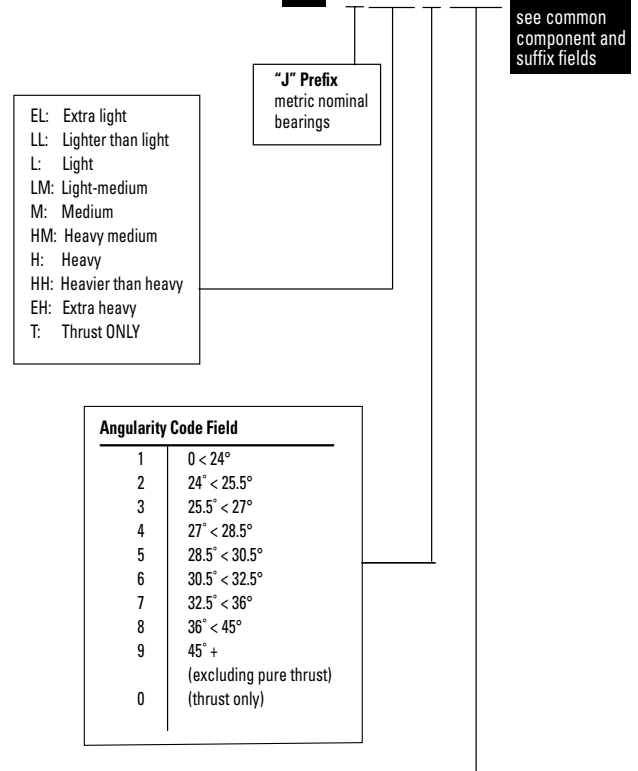 see common
component and
suffix fields
“J” Prefix
metric nominal
bearings
EL: Extra light
LL: Lighter than light
L: Light
LM: Light-medium
M: Medium
HM: Heavy medium
H: Heavy
HH: Heavier than heavy
EH: Extra heavy
T: Thrust ONLY
Angularity Code Field
1 0 < 24°
2 24˚ < 25.5°
3 25.5˚ < 27°
4 27˚ < 28.5°
5 28.5˚ < 30.5°
6 30.5˚ < 32.5°
7 32.5˚ < 36°
8 36˚ < 45°
9 45˚ +
(excluding pure thrust)
0 (thrust only)